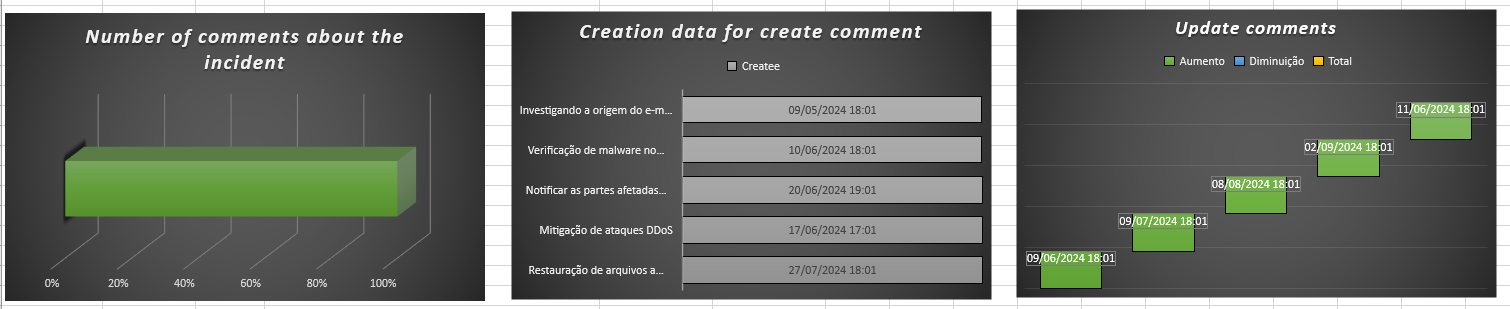 Number of comments about the
incident
0%
20%
40%
60%
80%
100%
Creation data for create comment
Createe
Investigando a origem do e-m...
09/05/2024 18:01
Verificação de malware no...
10/06/2024 18:01
Notificar as partes afetadas...
20/06/2024 19:01
Mitigação de ataques DDoS
17/06/2024 17:01
Restauração de arquivos a...
27/07/2024 18:01
Update comments
Aumento
Diminuição
Total
11/06/2024 18:01
02/09/2024 18:01
08/08/2024 18:01
09/07/2024 18:01
09/06/2024 18:01